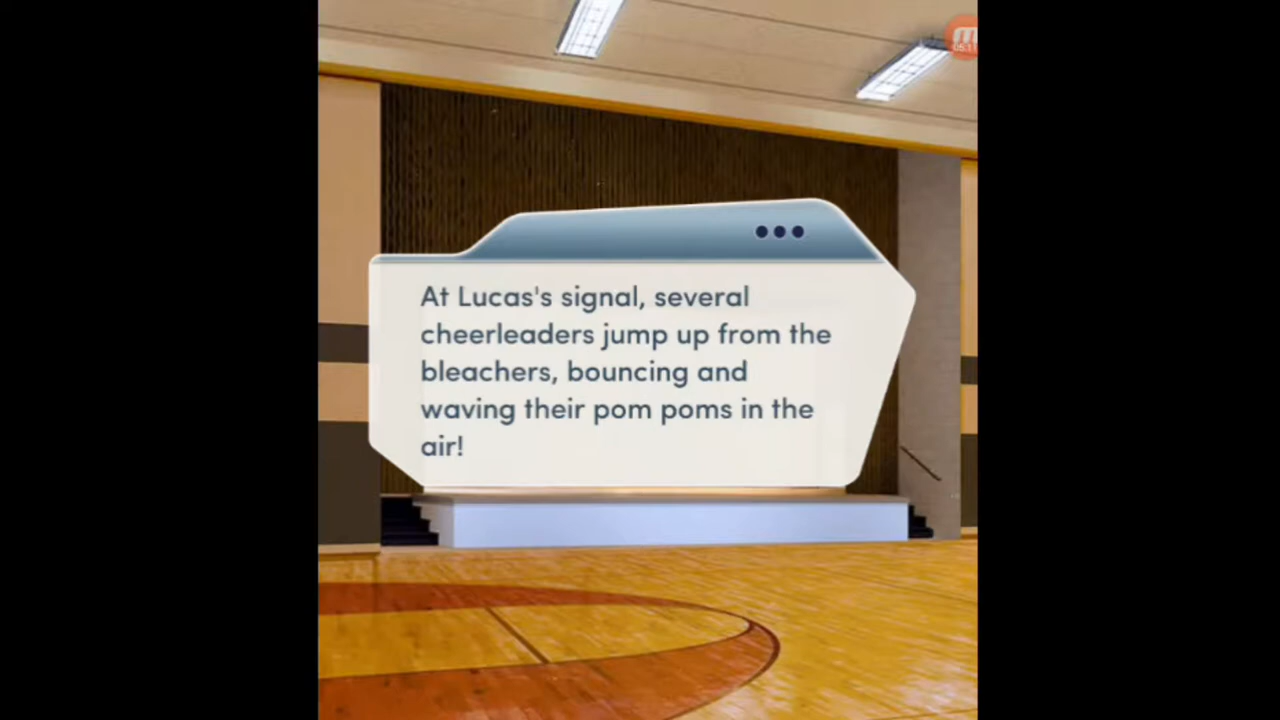 At Lucas's signal, several
cheerleaders jump up from the
bleachers, bouncing and
waving their pom poms in the
air!